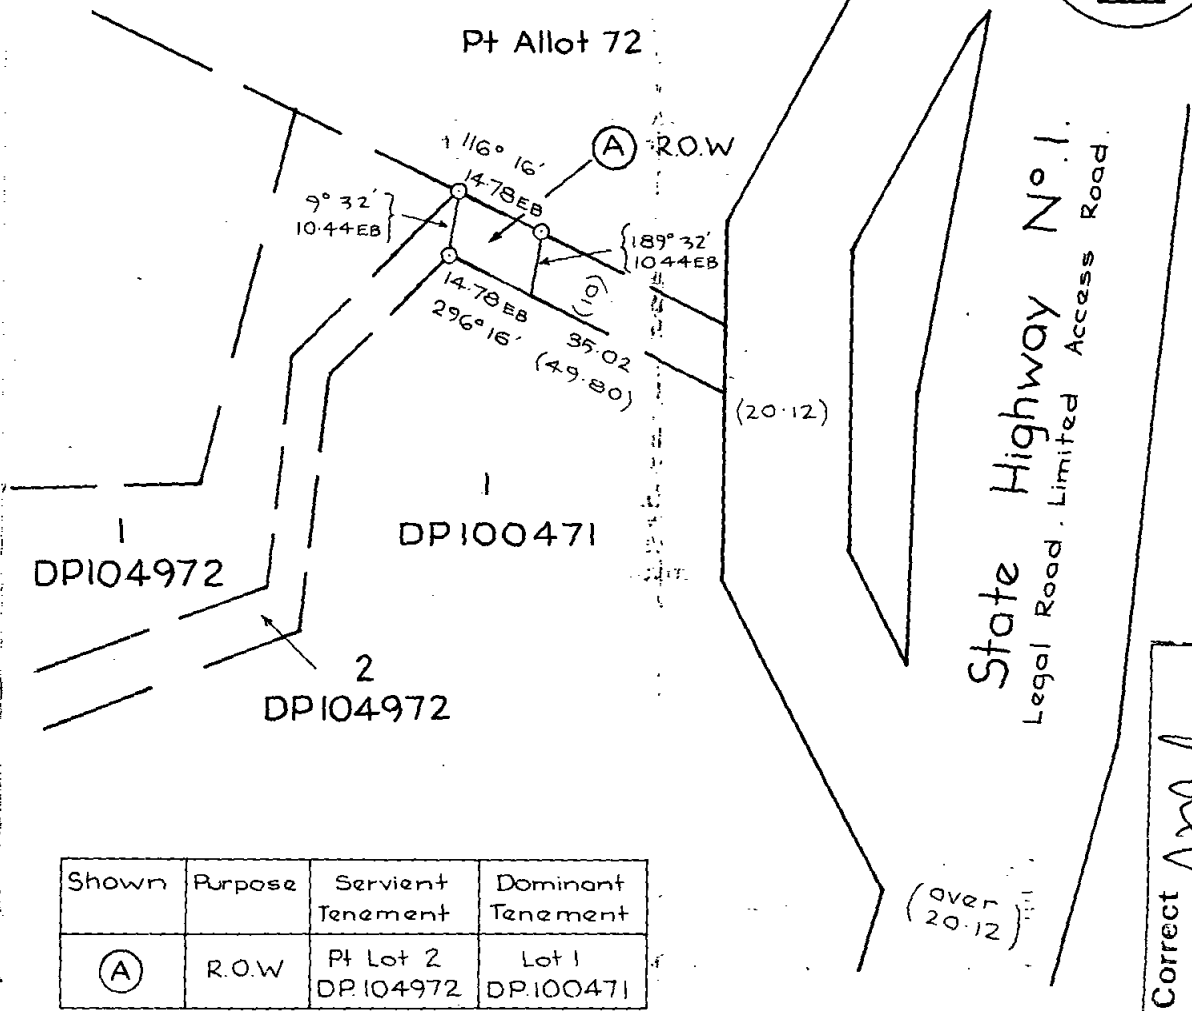 Pt Allot 72
A R.O.W
116° 16'
14.78EB
9° 32'
10.44EB
189° 32'
10.44EB
14.78EB
296° 16'
35.02
(49.80)
(20.12)
State Highway No. 1.
Legal Road. Limited Access Road.
1
DP100471
1
DP104972
2
DP104972
(over
20.12)
Shown Purpose Servient Tenement Dominant Tenement
A R.O.W Pt Lot 2 DP.104972 Lot 1 DP.100471
Correct